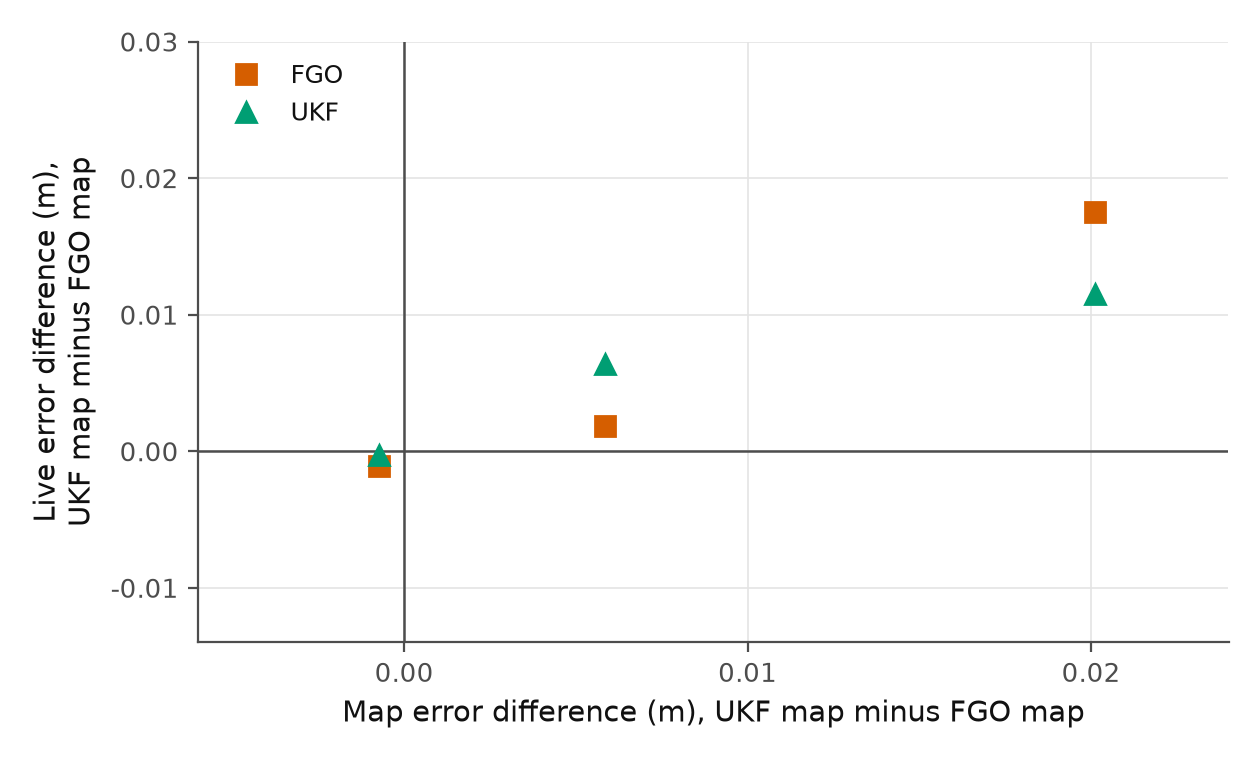 FGO
UKF
0.03
0.02
0.01
0.00
-0.01
Live error difference (m),
UKF map minus FGO map
0.00
0.01
0.02
Map error difference (m), UKF map minus FGO map